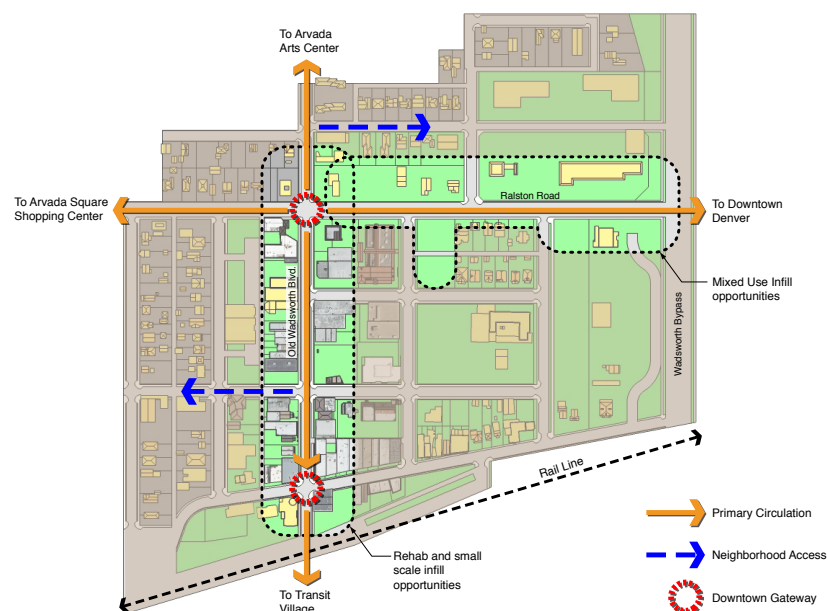 To Arvada
Arts Center
To Arvada Square
Shopping Center
Ralston Road
To Downtown
Denver
Mixed Use Infill
opportunities
Old Wadsworth Blvd.
Wadsworth Bypass
Rail Line
Primary Circulation
Rehab and small
scale infill
opportunities
Neighborhood Access
To Transit
Village
Downtown Gateway